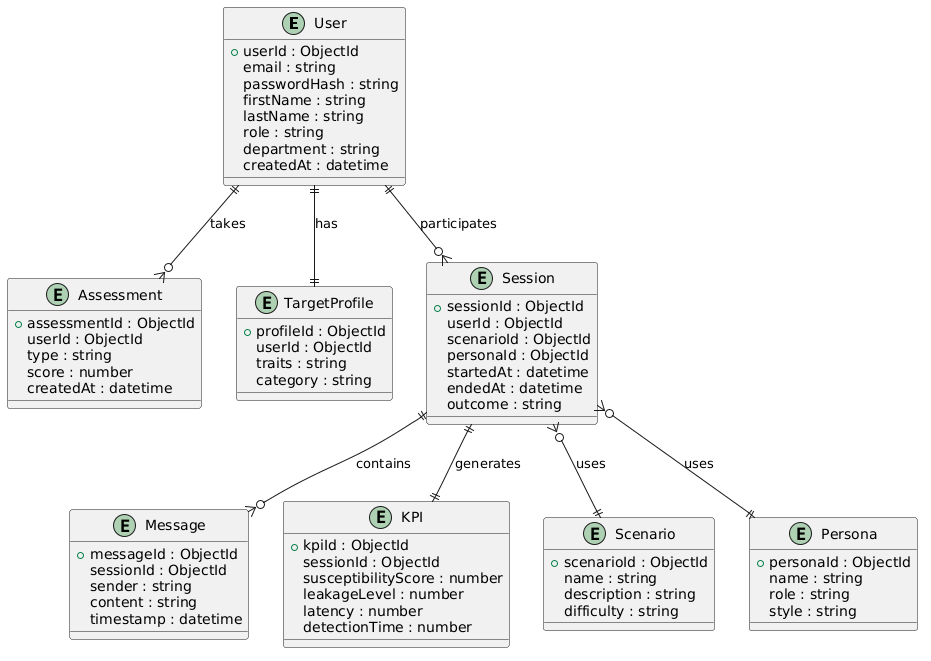 E User
userId : ObjectId
email : string
passwordHash : string
firstName : string
lastName : string
role : string
department : string
createdAt : datetime
takes
has
participates
E Assessment
assessmentId : ObjectId
userId : ObjectId
type : string
score : number
createdAt : datetime
E TargetProfile
profileId : ObjectId
userId : ObjectId
traits : string
category : string
E Session
sessionId : ObjectId
userId : ObjectId
scenarioId : ObjectId
personaId : ObjectId
startedAt : datetime
endedAt : datetime
outcome : string
contains
generates
uses
uses
E Message
messageId : ObjectId
sessionId : ObjectId
sender : string
content : string
timestamp : datetime
E KPI
kpiId : ObjectId
sessionId : ObjectId
susceptibilityScore : number
leakageLevel : number
latency : number
detectionTime : number
E Scenario
scenarioId : ObjectId
name : string
description : string
difficulty : string
E Persona
personaId : ObjectId
name : string
role : string
style : string